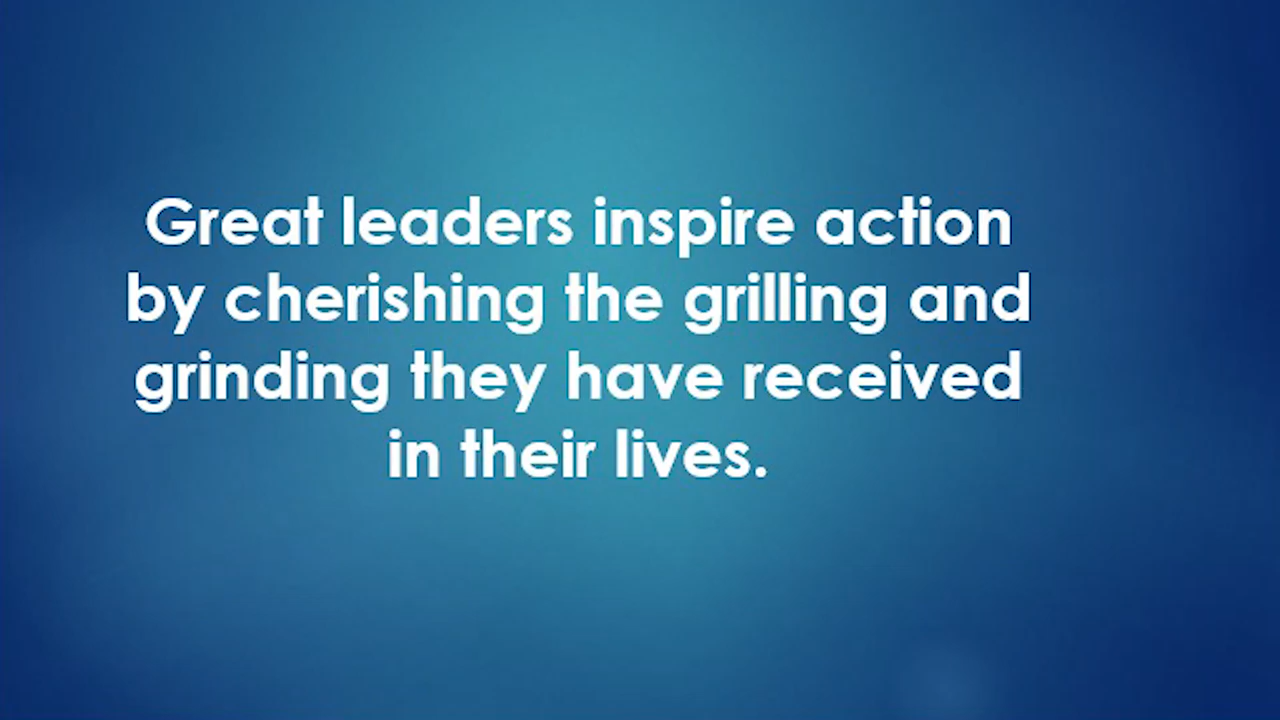 Great leaders inspire action
by cherishing the grilling and
grinding they have received
in their lives.